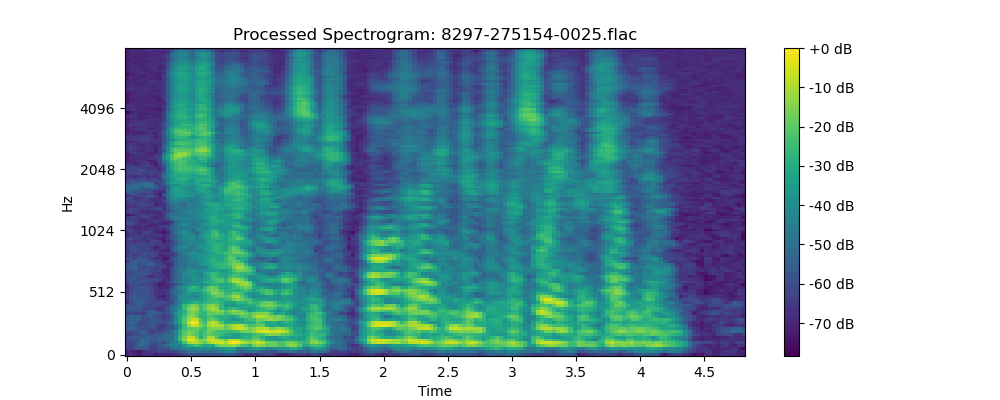 Processed Spectrogram: 8297-275154-0025.flac
Hz
4096
2048
1024
512
0
0 0.5 1 1.5 2 2.5 3 3.5 4 4.5
Time
+0 dB
-10 dB
-20 dB
-30 dB
-40 dB
-50 dB
-60 dB
-70 dB